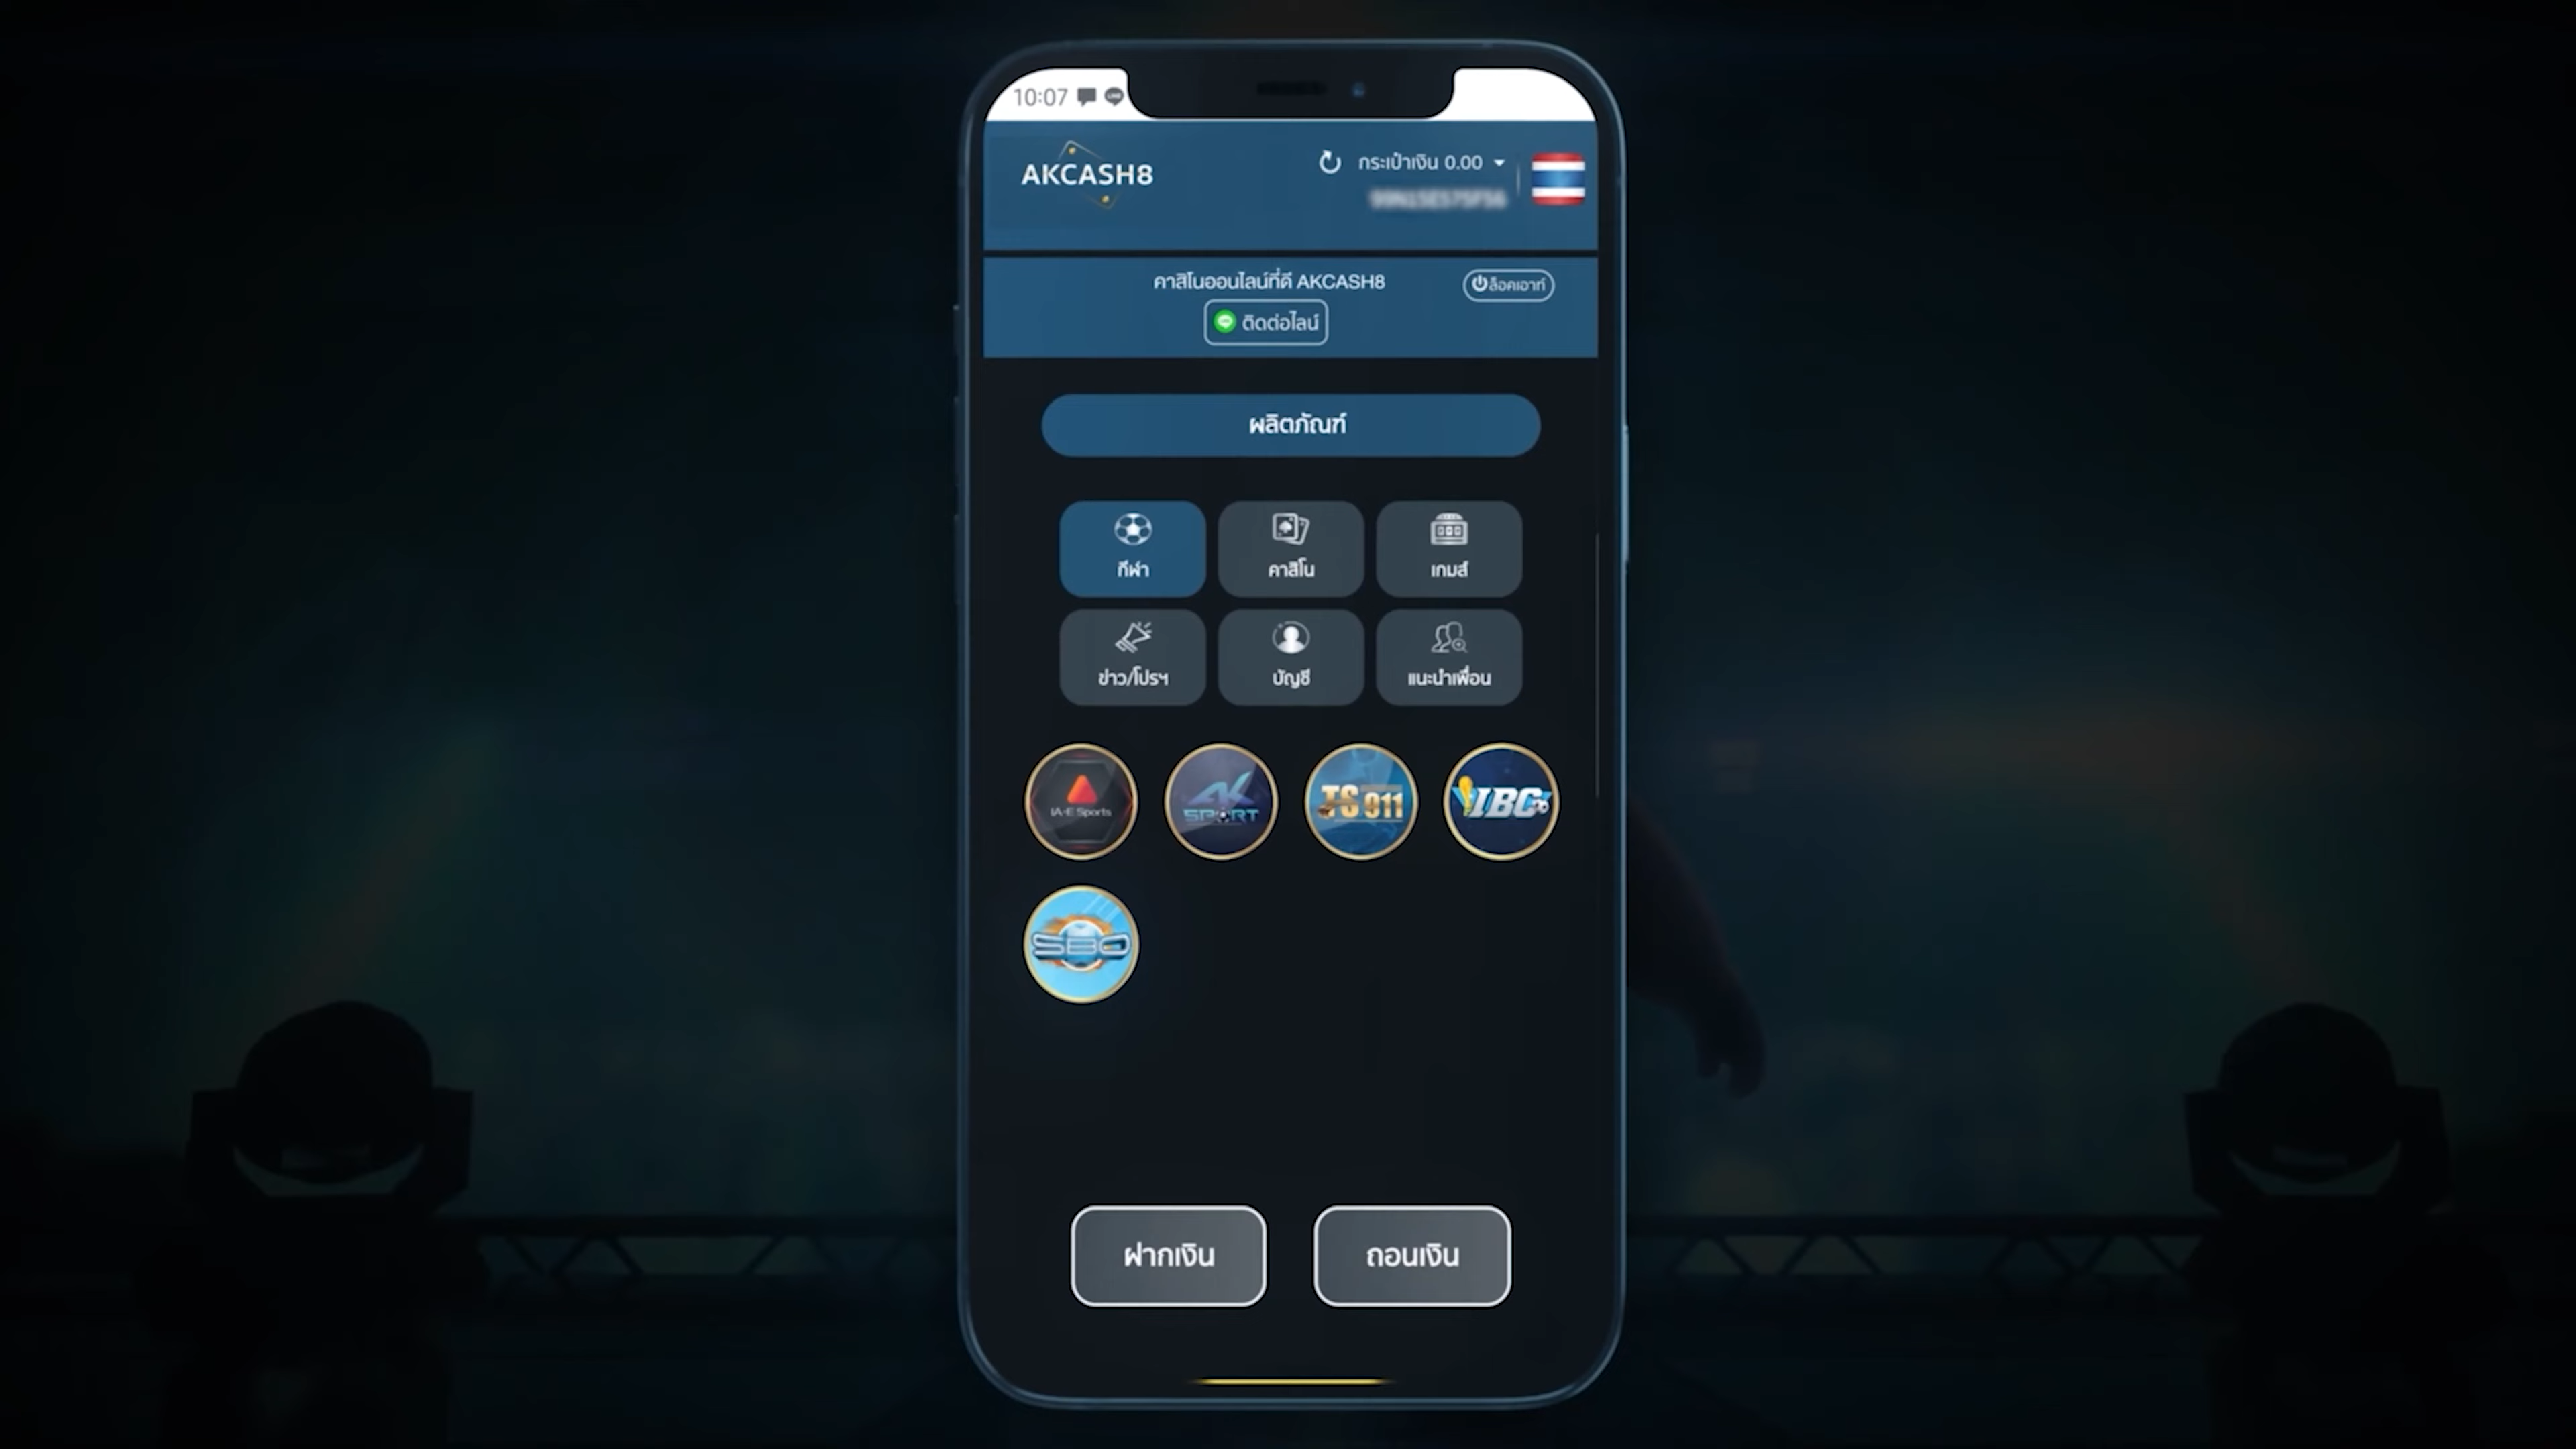 10:07
AKCASH8
กระเป๋าเงิน 0.00
คาสิโนออนไลน์ที่ดี AKCASH8
ล็อคเอาท์
ติดต่อไลน์
ผลิตภัณฑ์
กีฬา
คาสิโน
เกมส์
ข่าว/โปรฯ
บัญชี
แนะนำเพื่อน
IA-E Sports
AK SPORT
TS 911
IBC
SBO
ฝากเงิน
ถอนเงิน